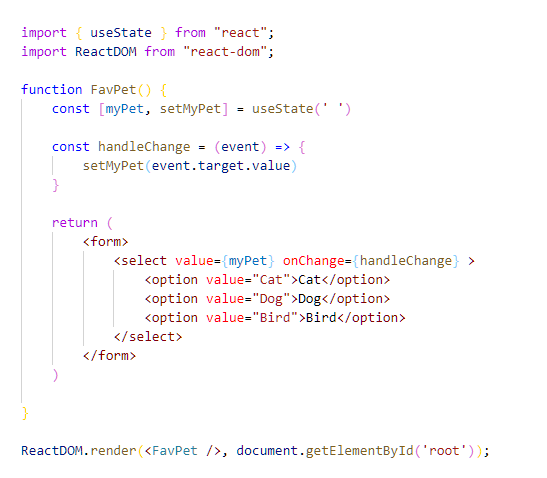 import { useState } from "react";
import ReactDOM from "react-dom";
function FavPet() {
const [myPet, setMyPet] = useState(' ')
const handleChange = (event) => {
setMyPet(event.target.value)
}
return (
<form>
<select value={myPet} onChange={handleChange} >
<option value="Cat">Cat</option>
<option value="Dog">Dog</option>
<option value="Bird">Bird</option>
</select>
</form>
)
}
ReactDOM.render(<FavPet />, document.getElementById('root'));